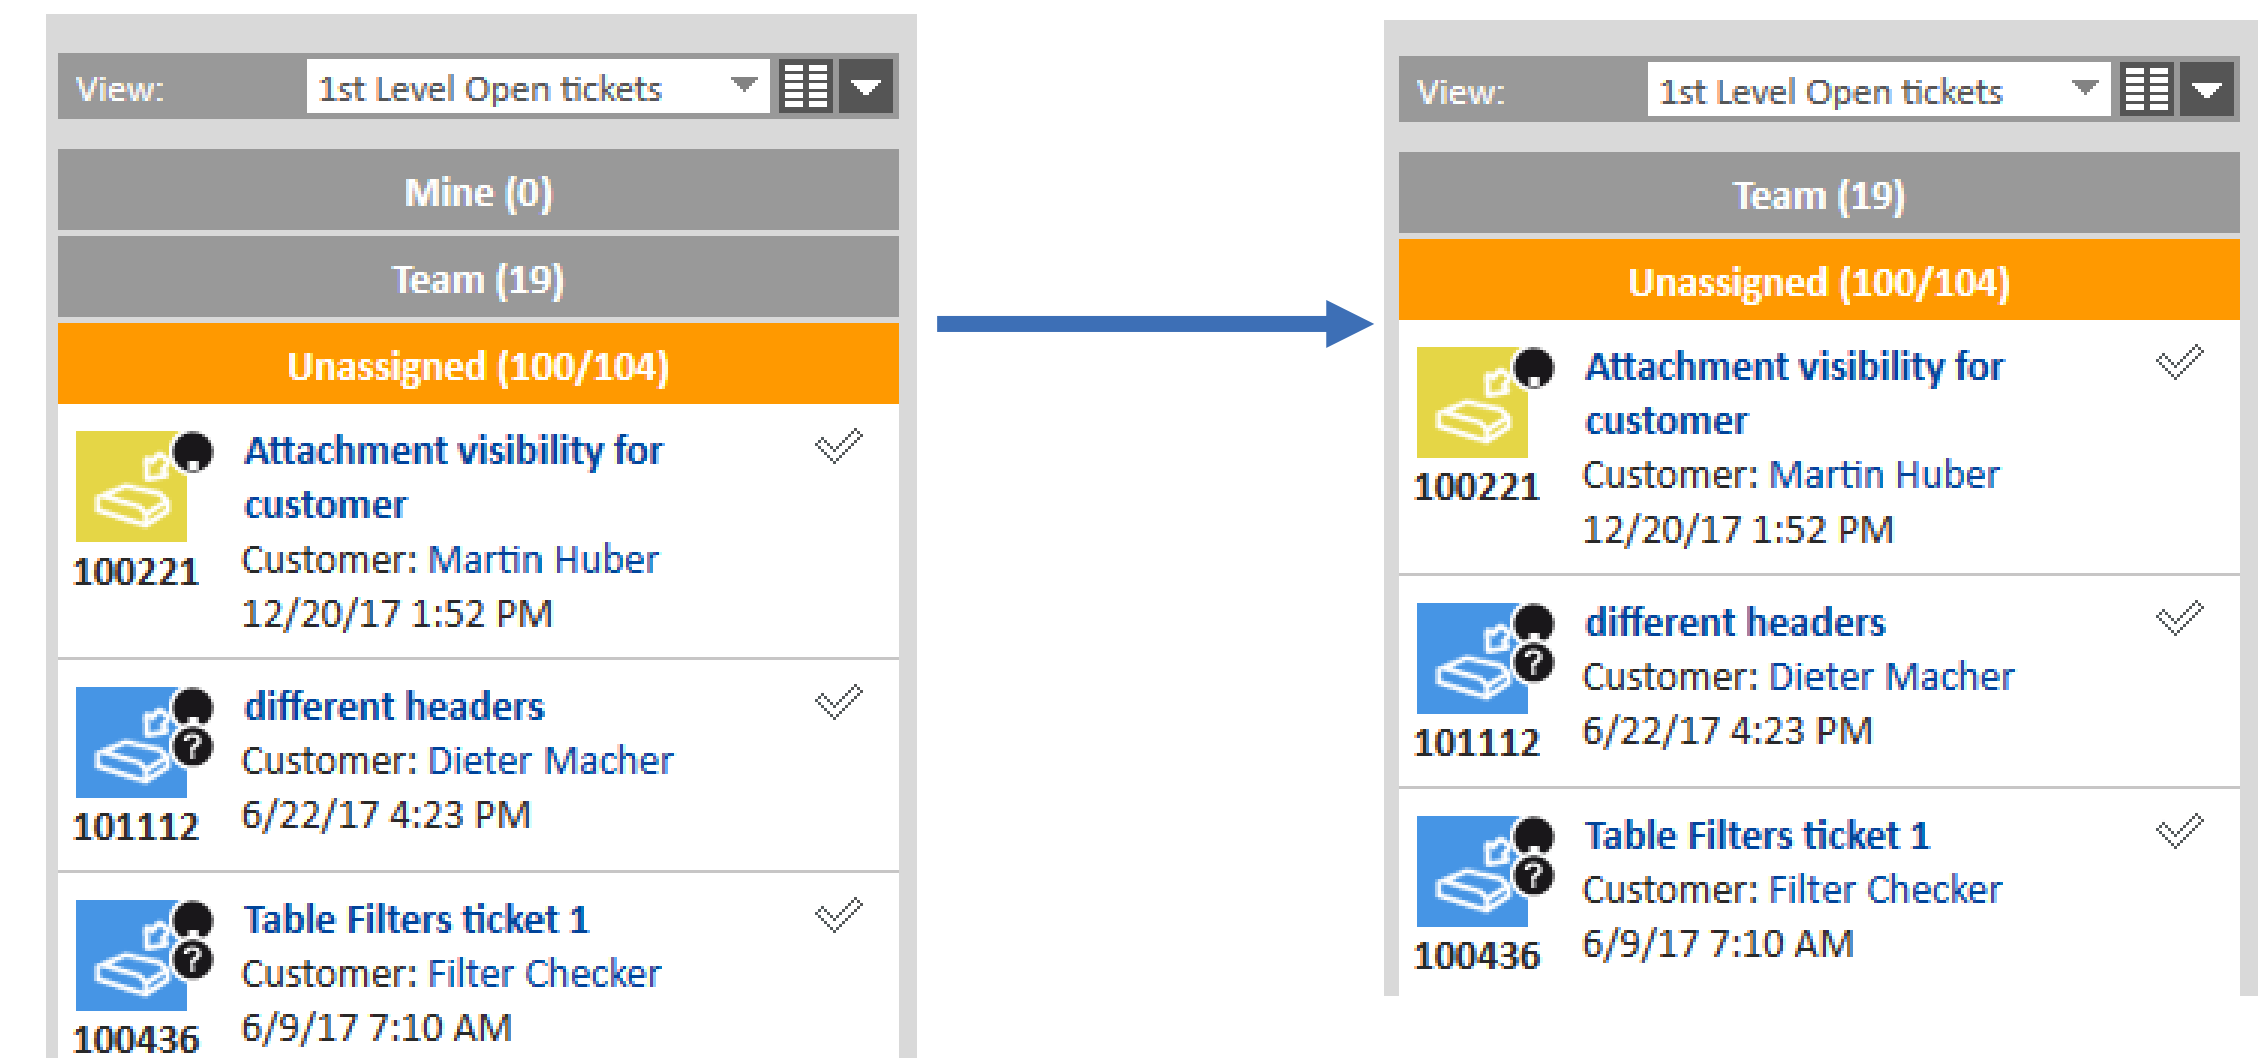 View: 1st Level Open tickets
Mine (0)
Team (19)
Unassigned (100/104)
Attachment visibility for
customer
Customer: Martin Huber
100221
12/20/17 1:52 PM
different headers
Customer: Dieter Macher
6/22/17 4:23 PM
101112
Table Filters ticket 1
Customer: Filter Checker
6/9/17 7:10 AM
100436
View: 1st Level Open tickets
Team (19)
Unassigned (100/104)
Attachment visibility for
customer
Customer: Martin Huber
100221
12/20/17 1:52 PM
different headers
Customer: Dieter Macher
6/22/17 4:23 PM
101112
Table Filters ticket 1
Customer: Filter Checker
6/9/17 7:10 AM
100436